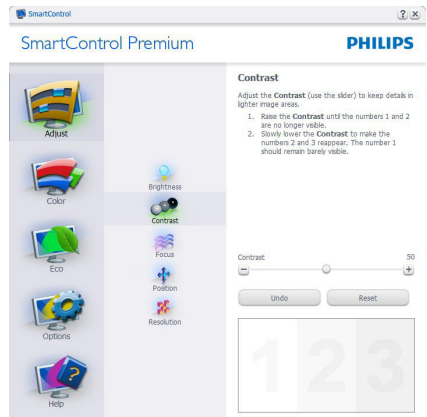 SmartControl
SmartControl Premium
PHILIPS
Adjust
Color
Eco
Options
Help
Brightness
Contrast
Focus
Position
Resolution
Contrast
Adjust the Contrast (use the slider) to keep details in
lighter image areas.
1. Raise the Contrast until the numbers 1 and 2
are no longer visible.
2. Slowly lower the Contrast to make the
numbers 2 and 3 reappear. The number 1
should remain barely visible.
Contrast 50
Undo Reset
1 2 3